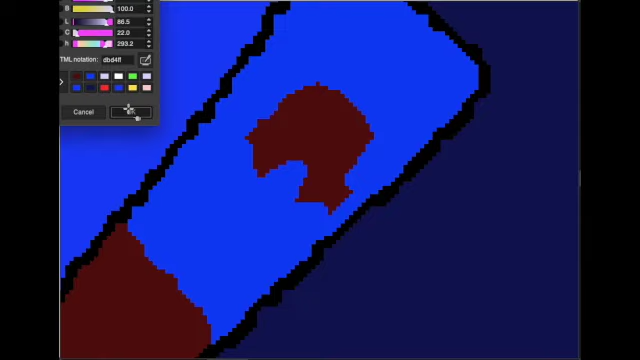 B 100.0
L 86.5
C 22.0
h 293.2
TML notation: dbd4ff
Cancel